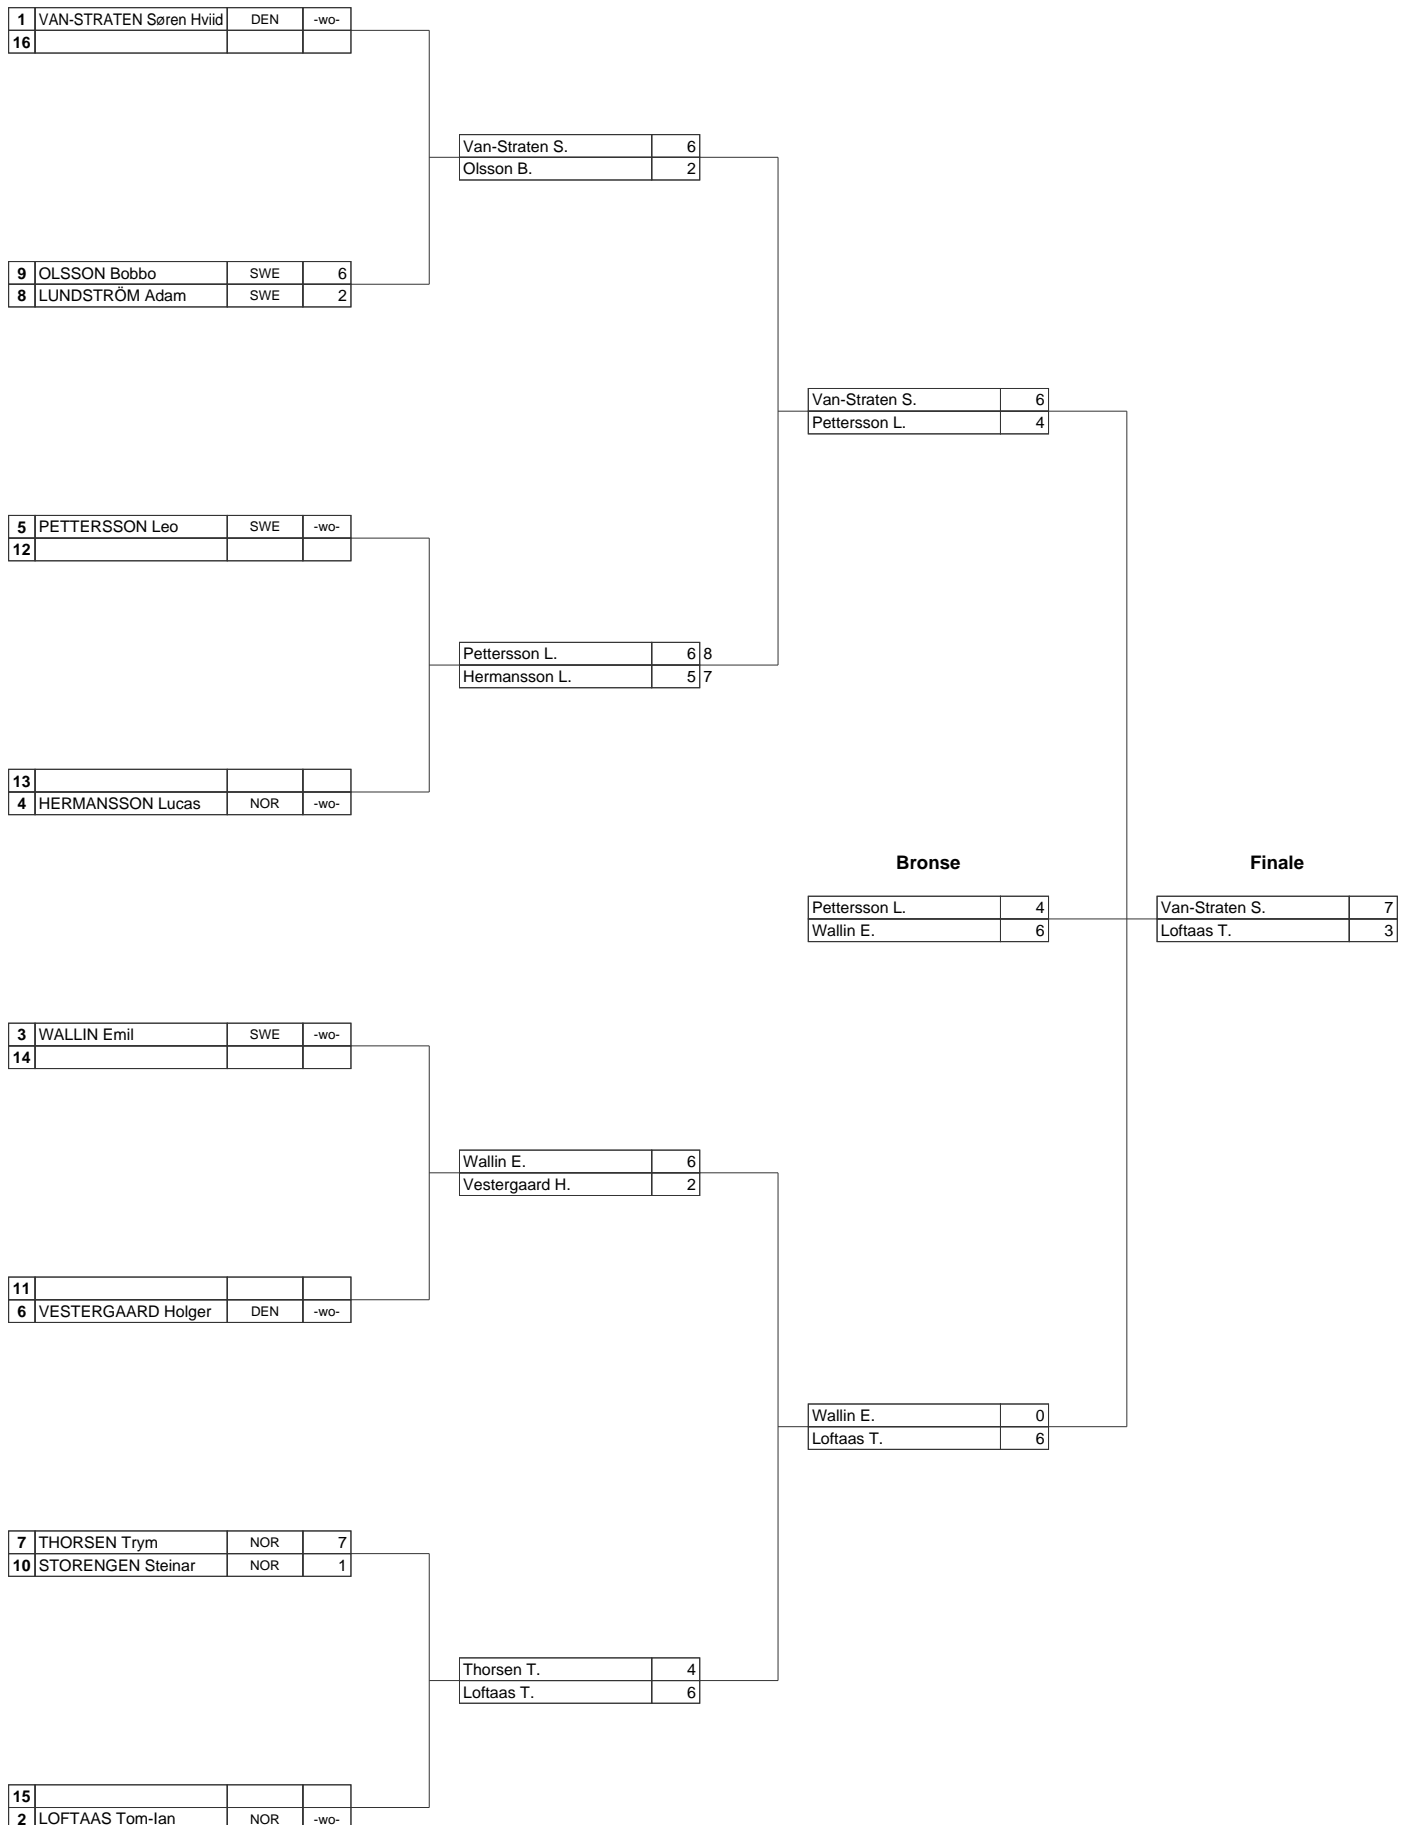 1 VAN-STRATEN Søren Hviid DEN -wo-
16
Van-Straten S. 6
Olsson B. 2
9 OLSSON Bobbo SWE 6
8 LUNDSTRÖM Adam SWE 2
Van-Straten S. 6
Pettersson L. 4
5 PETTERSSON Leo SWE -wo-
12
Pettersson L. 6 8
Hermansson L. 5 7
13
4 HERMANSSON Lucas NOR -wo-
Bronse Finale
Pettersson L. 4 Van-Straten S. 7
Wallin E. 6 Loftaas T. 3
3 WALLIN Emil SWE -wo-
14
Wallin E. 6
Vestergaard H. 2
11
6 VESTERGAARD Holger DEN -wo-
Wallin E. 0
Loftaas T. 6
7 THORSEN Trym NOR 7
10 STORENGEN Steinar NOR 1
Thorsen T. 4
Loftaas T. 6
15
2 LOFTAAS Tom-Ian NOR -wo-